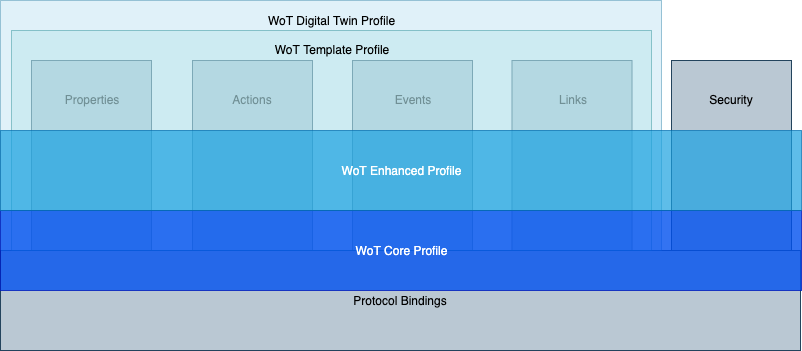 WoT Digital Twin Profile
WoT Template Profile
Properties
Actions
Events
Links
Security
WoT Enhanced Profile
WoT Core Profile
Protocol Bindings